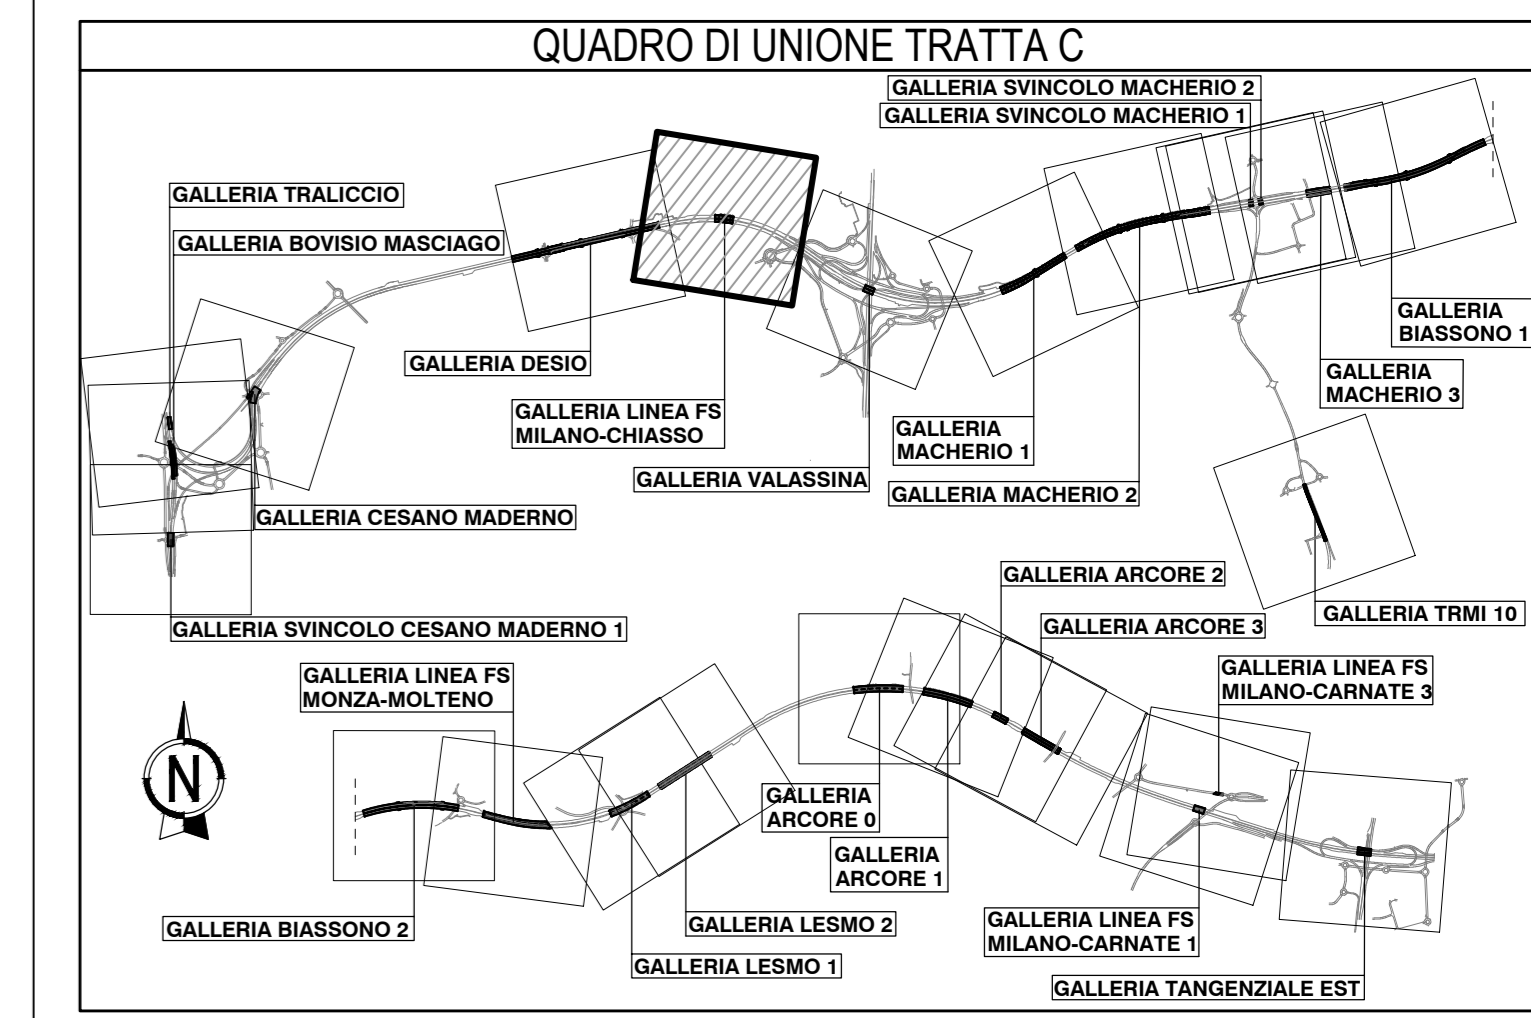 QUADRO DI UNIONE TRATTA C
GALLERIA SVINCOLO MACHERIO 2
GALLERIA SVINCOLO MACHERIO 1
GALLERIA TRALICCIO
GALLERIA BOVISIO MASCIAGO
GALLERIA DESIO
GALLERIA LINEA FS
MILANO-CHIASSO
GALLERIA VALASSINA
GALLERIA
MACHERIO 1
GALLERIA MACHERIO 2
GALLERIA
BIASSONO 1
GALLERIA
MACHERIO 3
GALLERIA CESANO MADERNO
GALLERIA SVINCOLO CESANO MADERNO 1
GALLERIA TRMI 10
GALLERIA ARCORE 2
GALLERIA ARCORE 3
GALLERIA LINEA FS
MONZA-MOLTENO
GALLERIA LINEA FS
MILANO-CARNATE 3
N
GALLERIA
ARCORE 0
GALLERIA
ARCORE 1
GALLERIA BIASSONO 2
GALLERIA LESMO 2
GALLERIA LESMO 1
GALLERIA LINEA FS
MILANO-CARNATE 1
GALLERIA TANGENZIALE EST